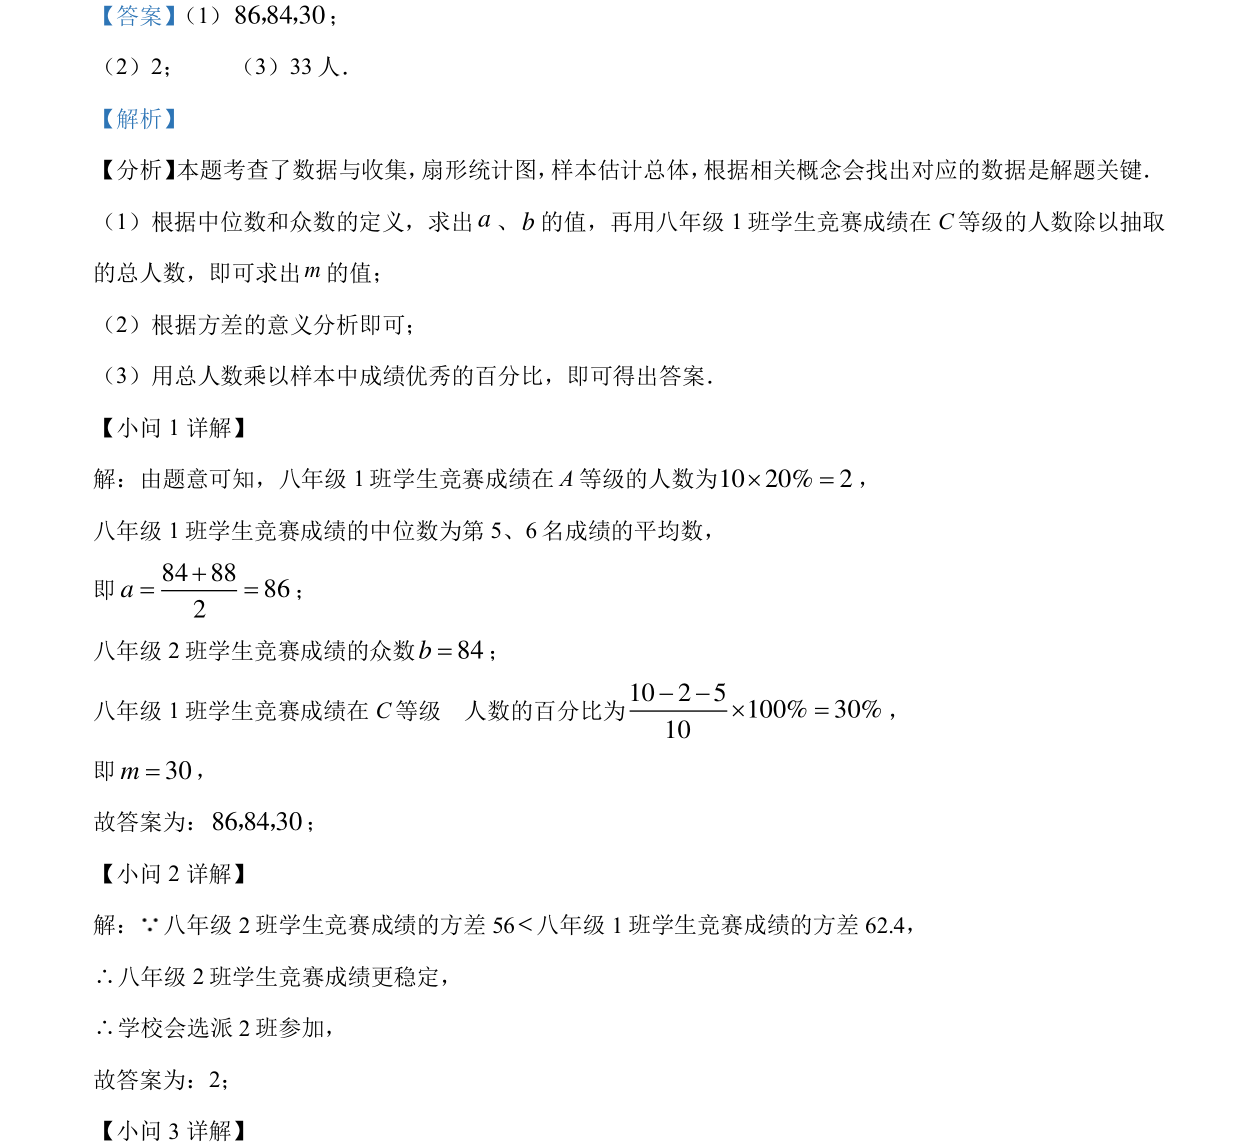 【答案】（1）86,84,30；
（2）2； （3）33 人．
【解析】
【分析】本题考查了数据与收集，扇形统计图，样本估计总体，根据相关概念会找出对应的数据是解题关键．
（1）根据中位数和众数的定义，求出 a 、 b 的值，再用八年级 1 班学生竞赛成绩在 C 等级的人数除以抽取
的总人数，即可求出 m 的值；
（2）根据方差的意义分析即可；
（3）用总人数乘以样本中成绩优秀的百分比，即可得出答案．
【小问 1 详解】
解：由题意可知，八年级 1 班学生竞赛成绩在 A 等级的人数为10×20% = 2，
八年级 1 班学生竞赛成绩的中位数为第 5、6 名成绩的平均数，
即 a = (84+88)/2 = 86；
八年级 2 班学生竞赛成绩的众数 b = 84；
八年级 1 班学生竞赛成绩在 C 等级 人数的百分比为 (10−2−5)/10 ×100% = 30%，
即 m = 30，
故答案为：86,84,30；
【小问 2 详解】
解：∵ 八年级 2 班学生竞赛成绩的方差 56 < 八年级 1 班学生竞赛成绩的方差 62.4，
∴八年级 2 班学生竞赛成绩更稳定，
∴学校会选派 2 班参加，
故答案为：2；
【小问 3 详解】